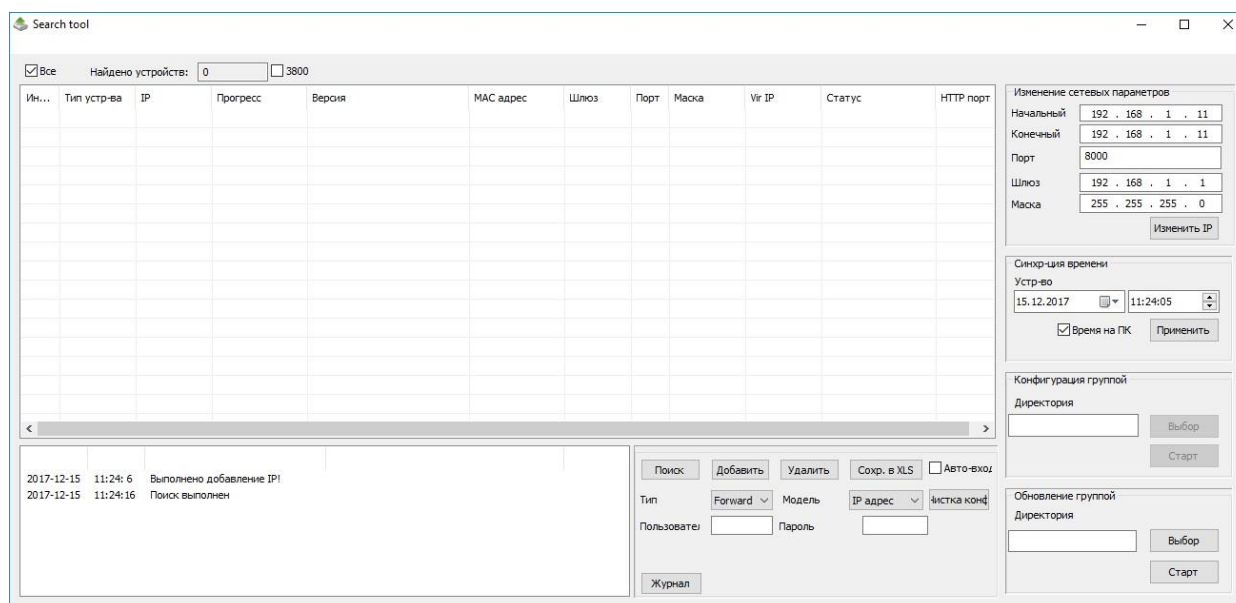 Search tool
Все Найдено устройств: 0 3800
Ин... Тип устр-ва IP Прогресс Версия MAC адрес Шлюз Порт Маска Vir IP Статус HTTP порт
Изменение сетевых параметров
Начальный 192 . 168 . 1 . 11
Конечный 192 . 168 . 1 . 11
Порт 8000
Шлюз 192 . 168 . 1 . 1
Маска 255 . 255 . 255 . 0
Изменить IP
Синхр-ция времени
Устр-во
15.12.2017 11:24:05
Время на ПК Применить
Конфигурация группой
Директория
Выбор
Старт
2017-12-15 11:24: 6 Выполнено добавление IP!
2017-12-15 11:24:16 Поиск выполнен
Поиск Добавить Удалить Сохр. в XLS Авто-вход
Тип Forward Модель IP адрес Чистка конф
Пользовател Пароль
Журнал
Обновление группой
Директория
Выбор
Старт